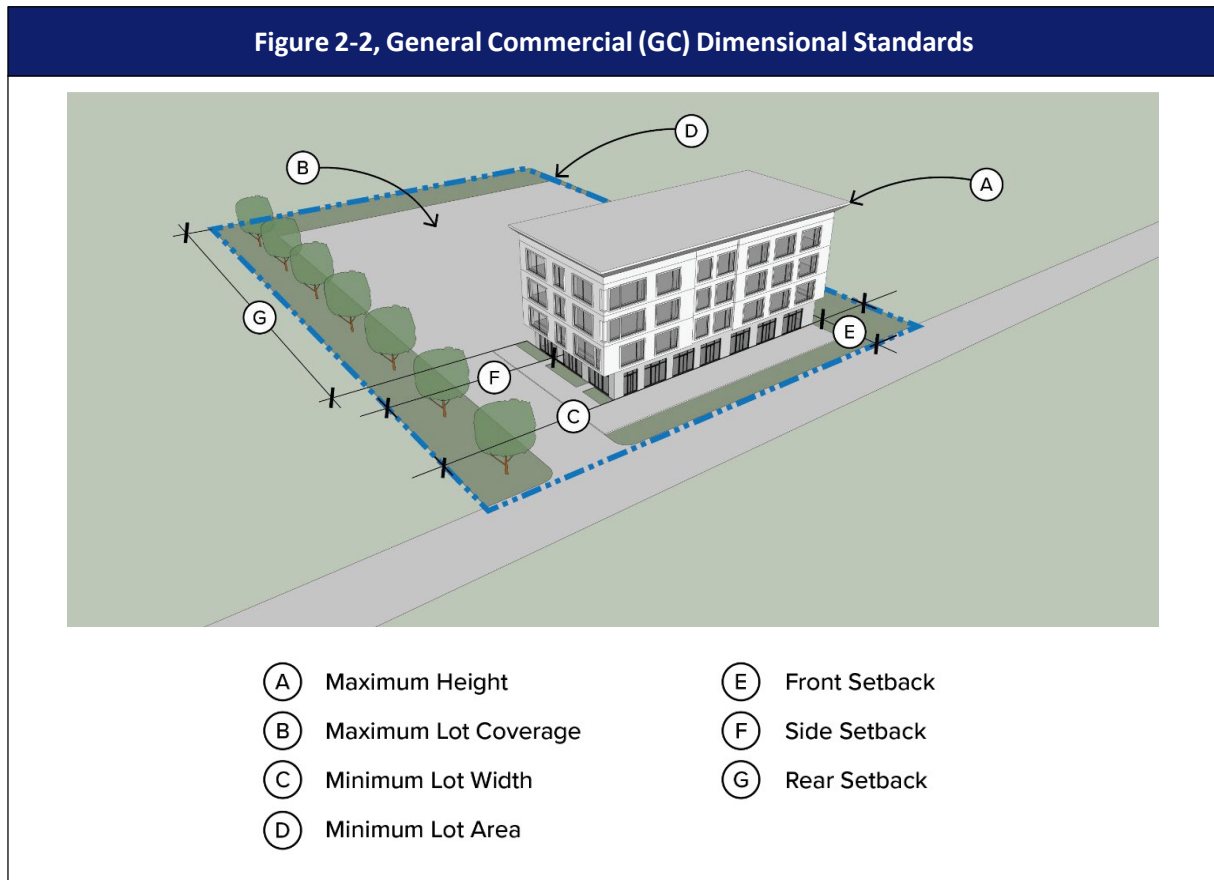 Figure 2-2, General Commercial (GC) Dimensional Standards
D
B
A
G
E
F
C
A Maximum Height
B Maximum Lot Coverage
C Minimum Lot Width
D Minimum Lot Area
E Front Setback
F Side Setback
G Rear Setback